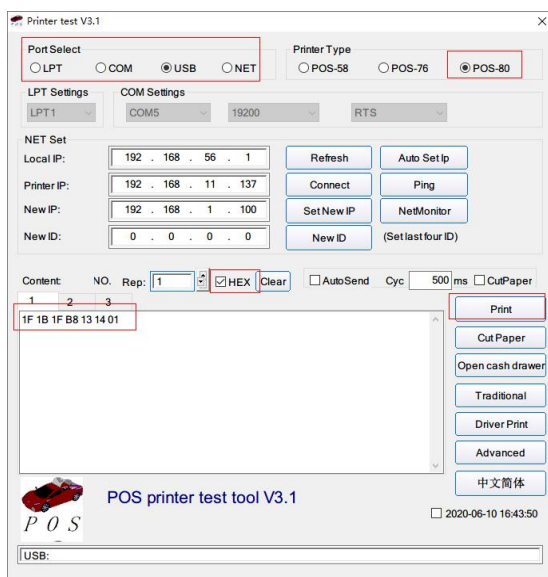 Printer test V3.1
Port Select
LPT COM USB NET
Printer Type
POS-58 POS-76 POS-80
LPT Settings
LPT1
COM Settings
COM5 19200 RTS
NET Set
Local IP: 192 . 168 . 56 . 1 Refresh Auto Set Ip
Printer IP: 192 . 168 . 11 . 137 Connect Ping
New IP: 192 . 168 . 1 . 100 Set New IP NetMonitor
New ID: 0 . 0 . 0 . 0 New ID (Set last four ID)
Content: NO. Rep: 1 HEX Clear AutoSend Cyc 500 ms CutPaper
1 2 3
1F 1B 1F B8 13 14 01
Print
Cut Paper
Open cash drawer
Traditional
Driver Print
Advanced
中文简体
POS
POS printer test tool V3.1
2020-06-10 16:43:50
USB: